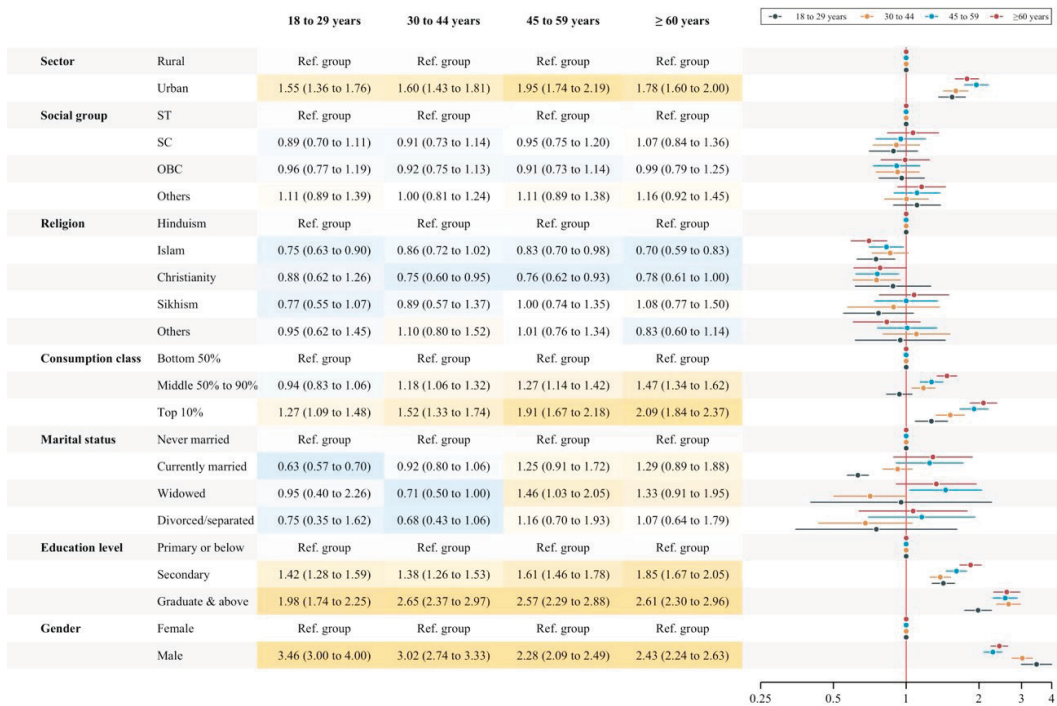 18 to 29 years 30 to 44 years 45 to 59 years ≥ 60 years
18 to 29 years 30 to 44 45 to 59 ≥60 years
Sector Rural Ref. group Ref. group Ref. group Ref. group
Urban 1.55 (1.36 to 1.76) 1.60 (1.43 to 1.81) 1.95 (1.74 to 2.19) 1.78 (1.60 to 2.00)
Social group ST Ref. group Ref. group Ref. group Ref. group
SC 0.89 (0.70 to 1.11) 0.91 (0.73 to 1.14) 0.95 (0.75 to 1.20) 1.07 (0.84 to 1.36)
OBC 0.96 (0.77 to 1.19) 0.92 (0.75 to 1.13) 0.91 (0.73 to 1.14) 0.99 (0.79 to 1.25)
Others 1.11 (0.89 to 1.39) 1.00 (0.81 to 1.24) 1.11 (0.89 to 1.38) 1.16 (0.92 to 1.45)
Religion Hinduism Ref. group Ref. group Ref. group Ref. group
Islam 0.75 (0.63 to 0.90) 0.86 (0.72 to 1.02) 0.83 (0.70 to 0.98) 0.70 (0.59 to 0.83)
Christianity 0.88 (0.62 to 1.26) 0.75 (0.60 to 0.95) 0.76 (0.62 to 0.93) 0.78 (0.61 to 1.00)
Sikhism 0.77 (0.55 to 1.07) 0.89 (0.57 to 1.37) 1.00 (0.74 to 1.35) 1.08 (0.77 to 1.50)
Others 0.95 (0.62 to 1.45) 1.10 (0.80 to 1.52) 1.01 (0.76 to 1.34) 0.83 (0.60 to 1.14)
Consumption class Bottom 50% Ref. group Ref. group Ref. group Ref. group
Middle 50% to 90% 0.94 (0.83 to 1.06) 1.18 (1.06 to 1.32) 1.27 (1.14 to 1.42) 1.47 (1.34 to 1.62)
Top 10% 1.27 (1.09 to 1.48) 1.52 (1.33 to 1.74) 1.91 (1.67 to 2.18) 2.09 (1.84 to 2.37)
Marital status Never married Ref. group Ref. group Ref. group Ref. group
Currently married 0.63 (0.57 to 0.70) 0.92 (0.80 to 1.06) 1.25 (0.91 to 1.72) 1.29 (0.89 to 1.88)
Widowed 0.95 (0.40 to 2.26) 0.71 (0.50 to 1.00) 1.46 (1.03 to 2.05) 1.33 (0.91 to 1.95)
Divorced/separated 0.75 (0.35 to 1.62) 0.68 (0.43 to 1.06) 1.16 (0.70 to 1.93) 1.07 (0.64 to 1.79)
Education level Primary or below Ref. group Ref. group Ref. group Ref. group
Secondary 1.42 (1.28 to 1.59) 1.38 (1.26 to 1.53) 1.61 (1.46 to 1.78) 1.85 (1.67 to 2.05)
Graduate & above 1.98 (1.74 to 2.25) 2.65 (2.37 to 2.97) 2.57 (2.29 to 2.88) 2.61 (2.30 to 2.96)
Gender Female Ref. group Ref. group Ref. group Ref. group
Male 3.46 (3.00 to 4.00) 3.02 (2.74 to 3.33) 2.28 (2.09 to 2.49) 2.43 (2.24 to 2.63)
0.25 0.5 1 2 3 4